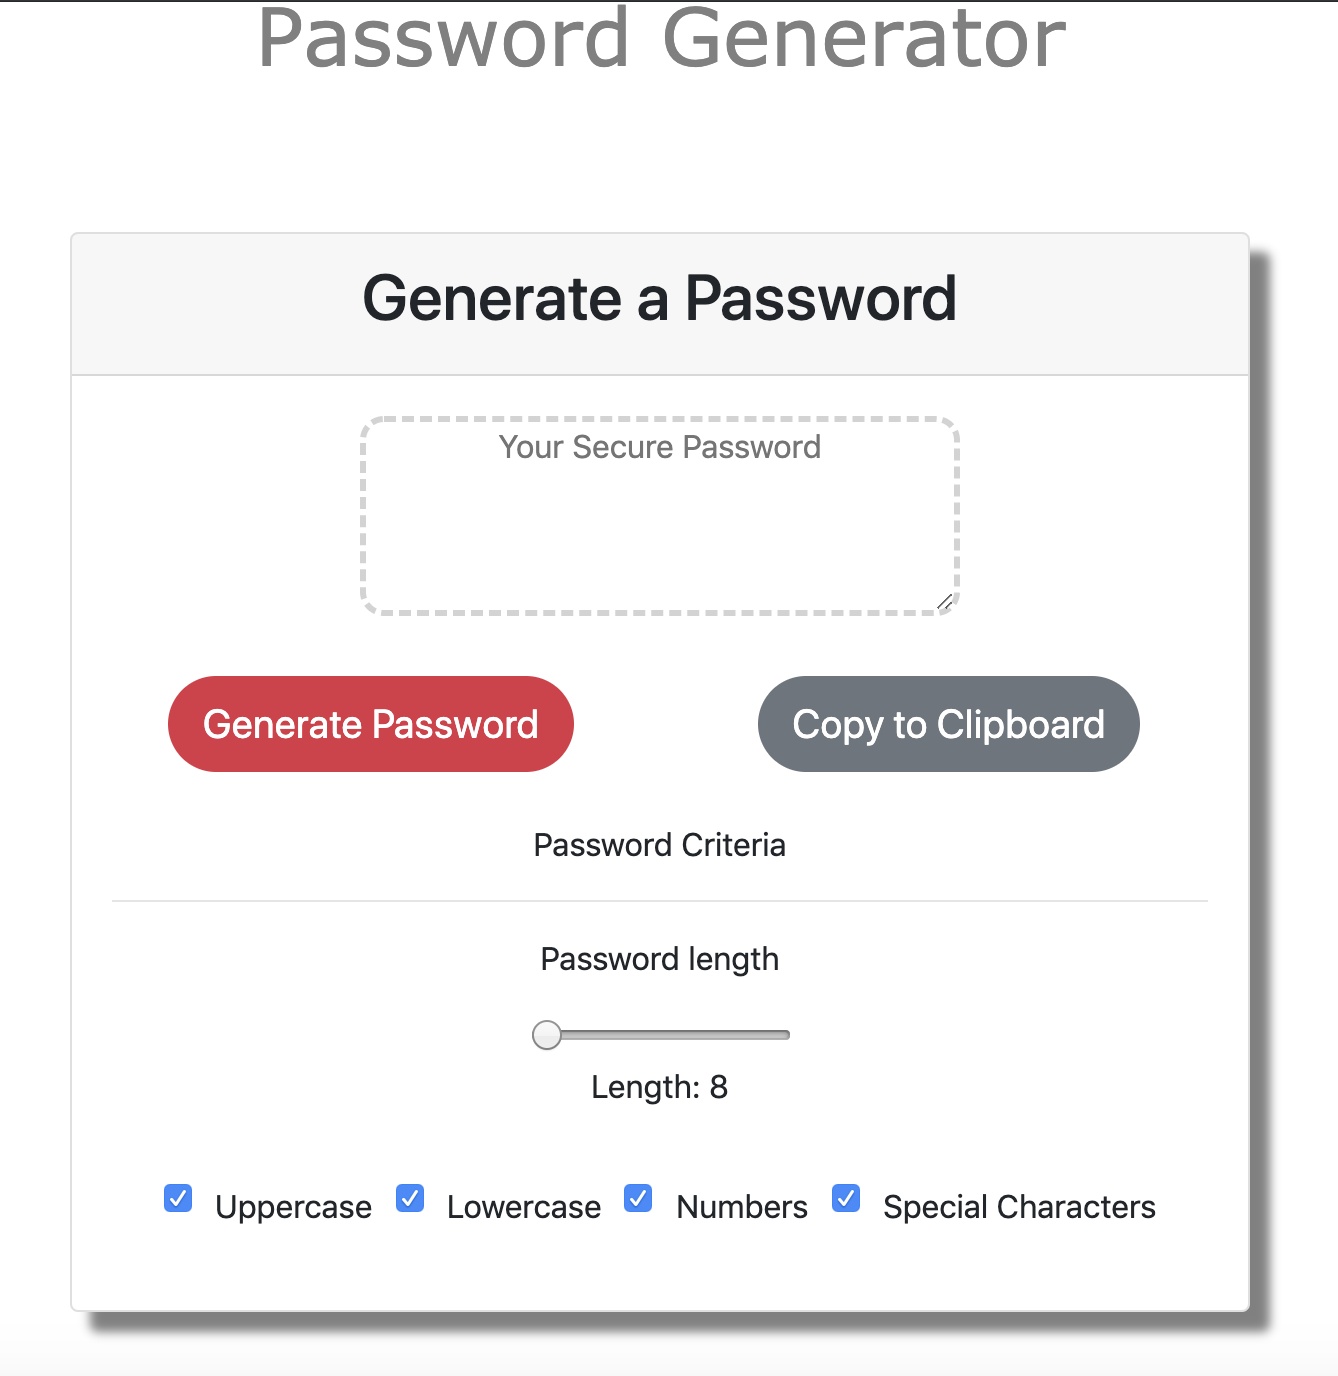 Password Generator
Generate a Password
Your Secure Password
Generate Password Copy to Clipboard
Password Criteria
Password length
Length: 8
Uppercase Lowercase Numbers Special Characters